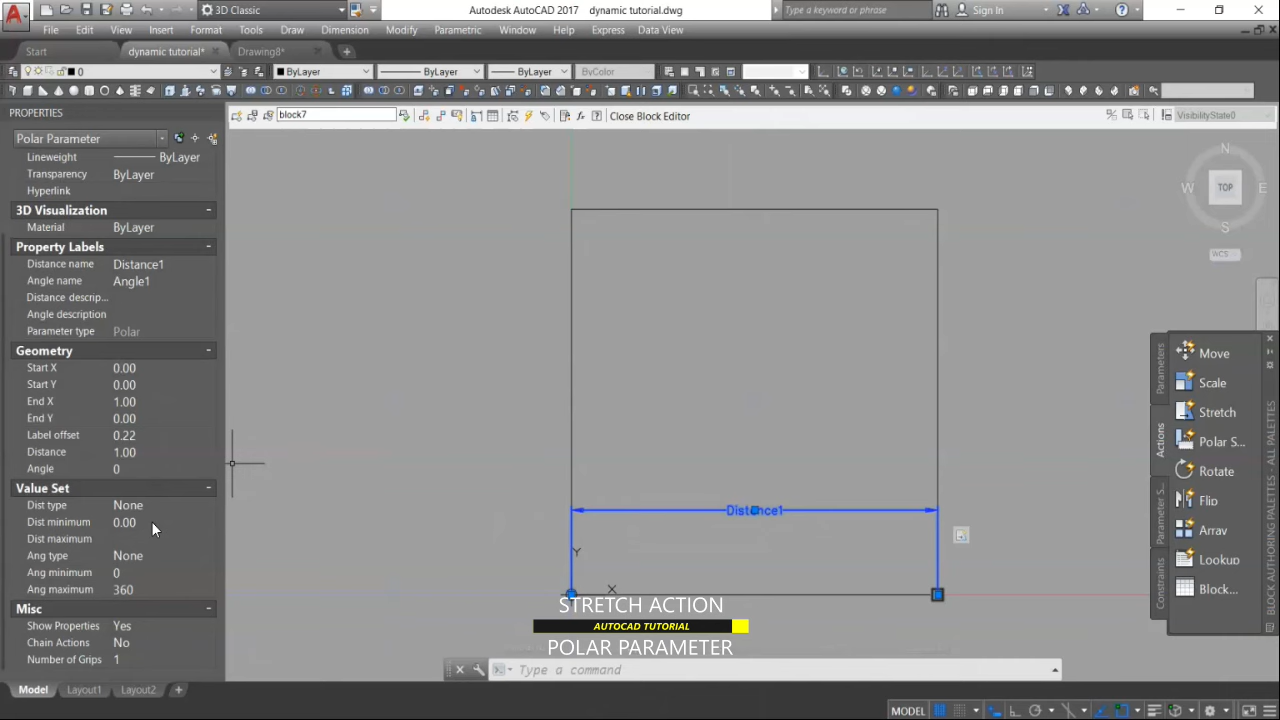 3D Classic
Autodesk AutoCAD 2017 dynamic tutorial.dwg
Type a keyword or phrase
Sign In
File Edit View Insert Format Tools Draw Dimension Modify Parametric Window Help Express Data View
Start
dynamic tutorial*
Drawing8*
0
ByLayer
ByLayer
ByLayer
ByColor
PROPERTIES
block7
Close Block Editor
VisibilityState0
Polar Parameter
Lineweight ByLayer
Transparency ByLayer
Hyperlink
3D Visualization
Material ByLayer
Property Labels
Distance name Distance1
Angle name Angle1
Distance descrip...
Angle description
Parameter type Polar
Geometry
Start X 0.00
Start Y 0.00
End X 1.00
End Y 0.00
Label offset 0.22
Distance 1.00
Angle 0
Value Set
Dist type None
Dist minimum 0.00
Dist maximum
Ang type None
Ang minimum 0
Ang maximum 360
Misc
Show Properties Yes
Chain Actions No
Number of Grips 1
N
W TOP E
S
WCS
Distance1
Y
X
Parameters
Actions
Parameter S...
Constraints
Move
Scale
Stretch
Polar S...
Rotate
Flip
Array
Lookup
Block...
BLOCK AUTHORING PALETTES - ALL PALETTES
STRETCH ACTION
AUTOCAD TUTORIAL
POLAR PARAMETER
Type a command
Model Layout1 Layout2
MODEL